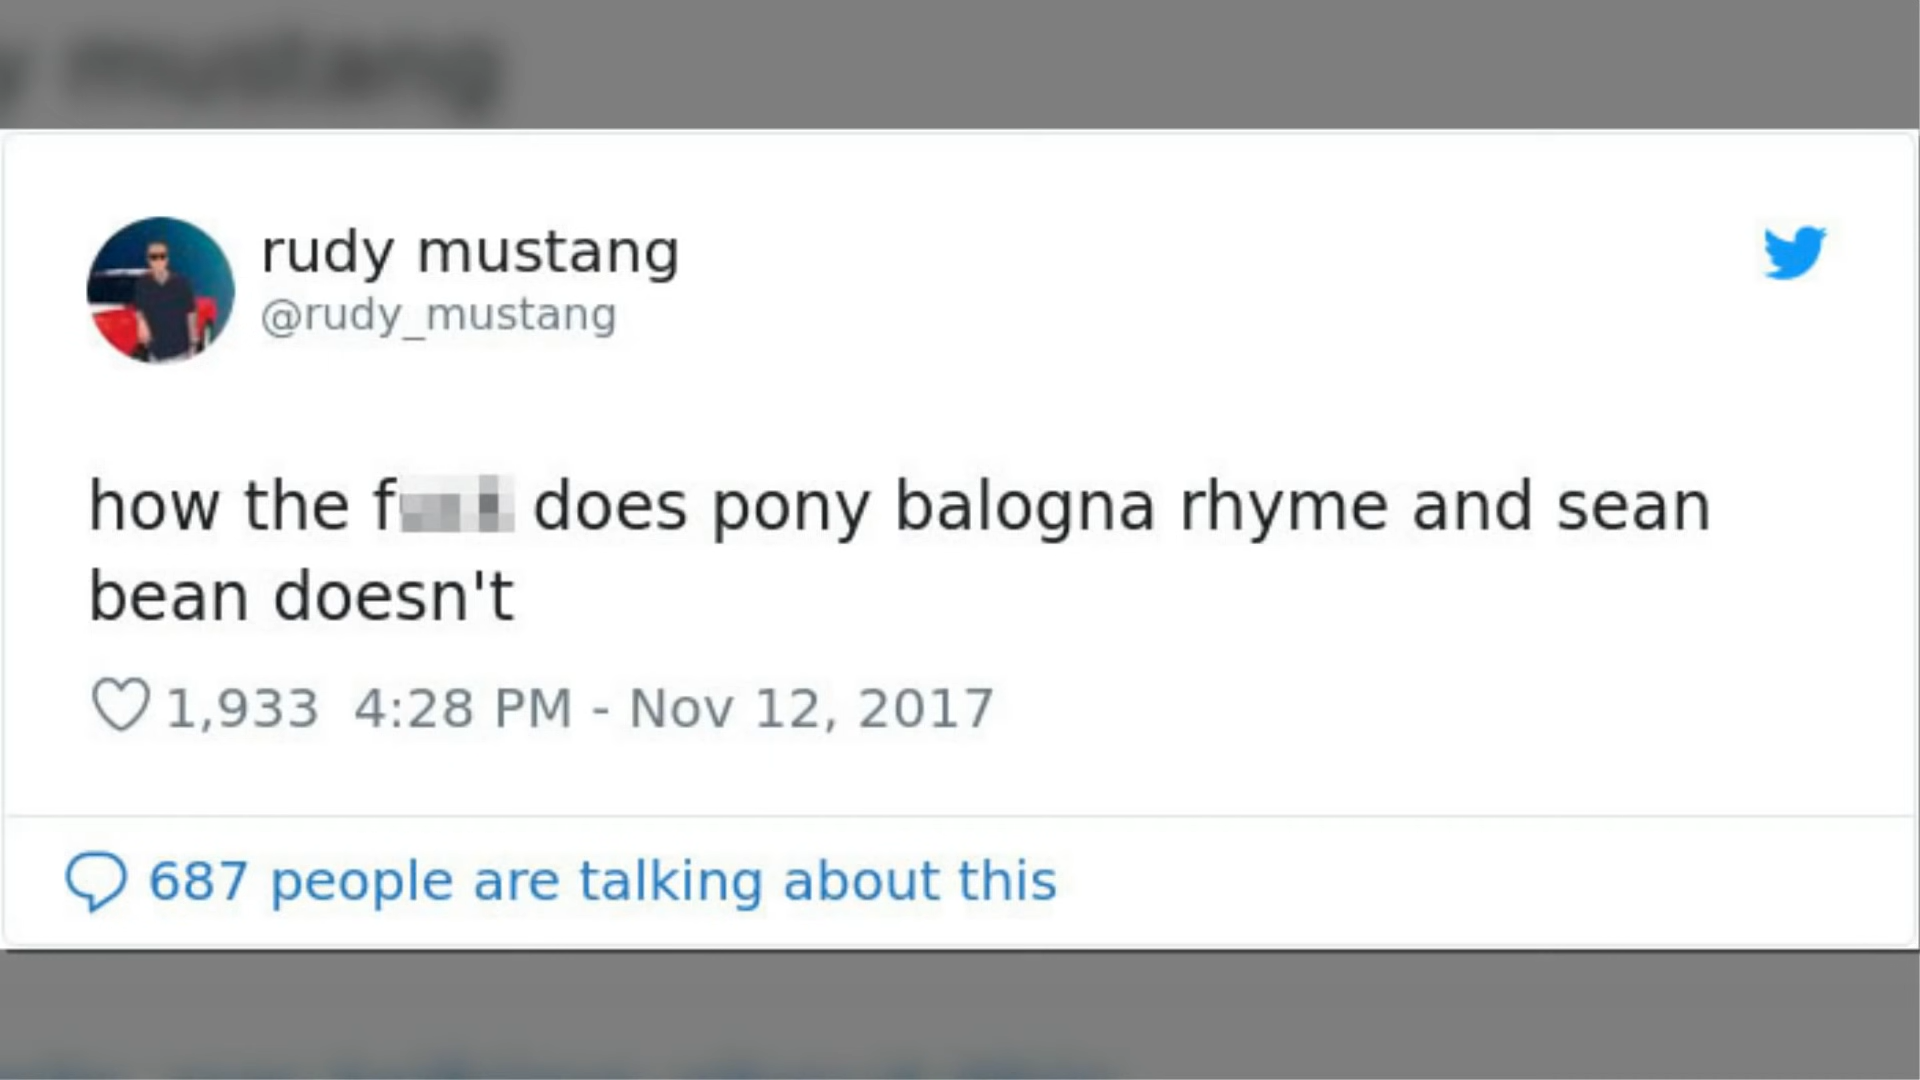 y mustang
rudy mustang
@rudy_mustang
how the f does pony balogna rhyme and sean
bean doesn't
1,933 4:28 PM - Nov 12, 2017
687 people are talking about this